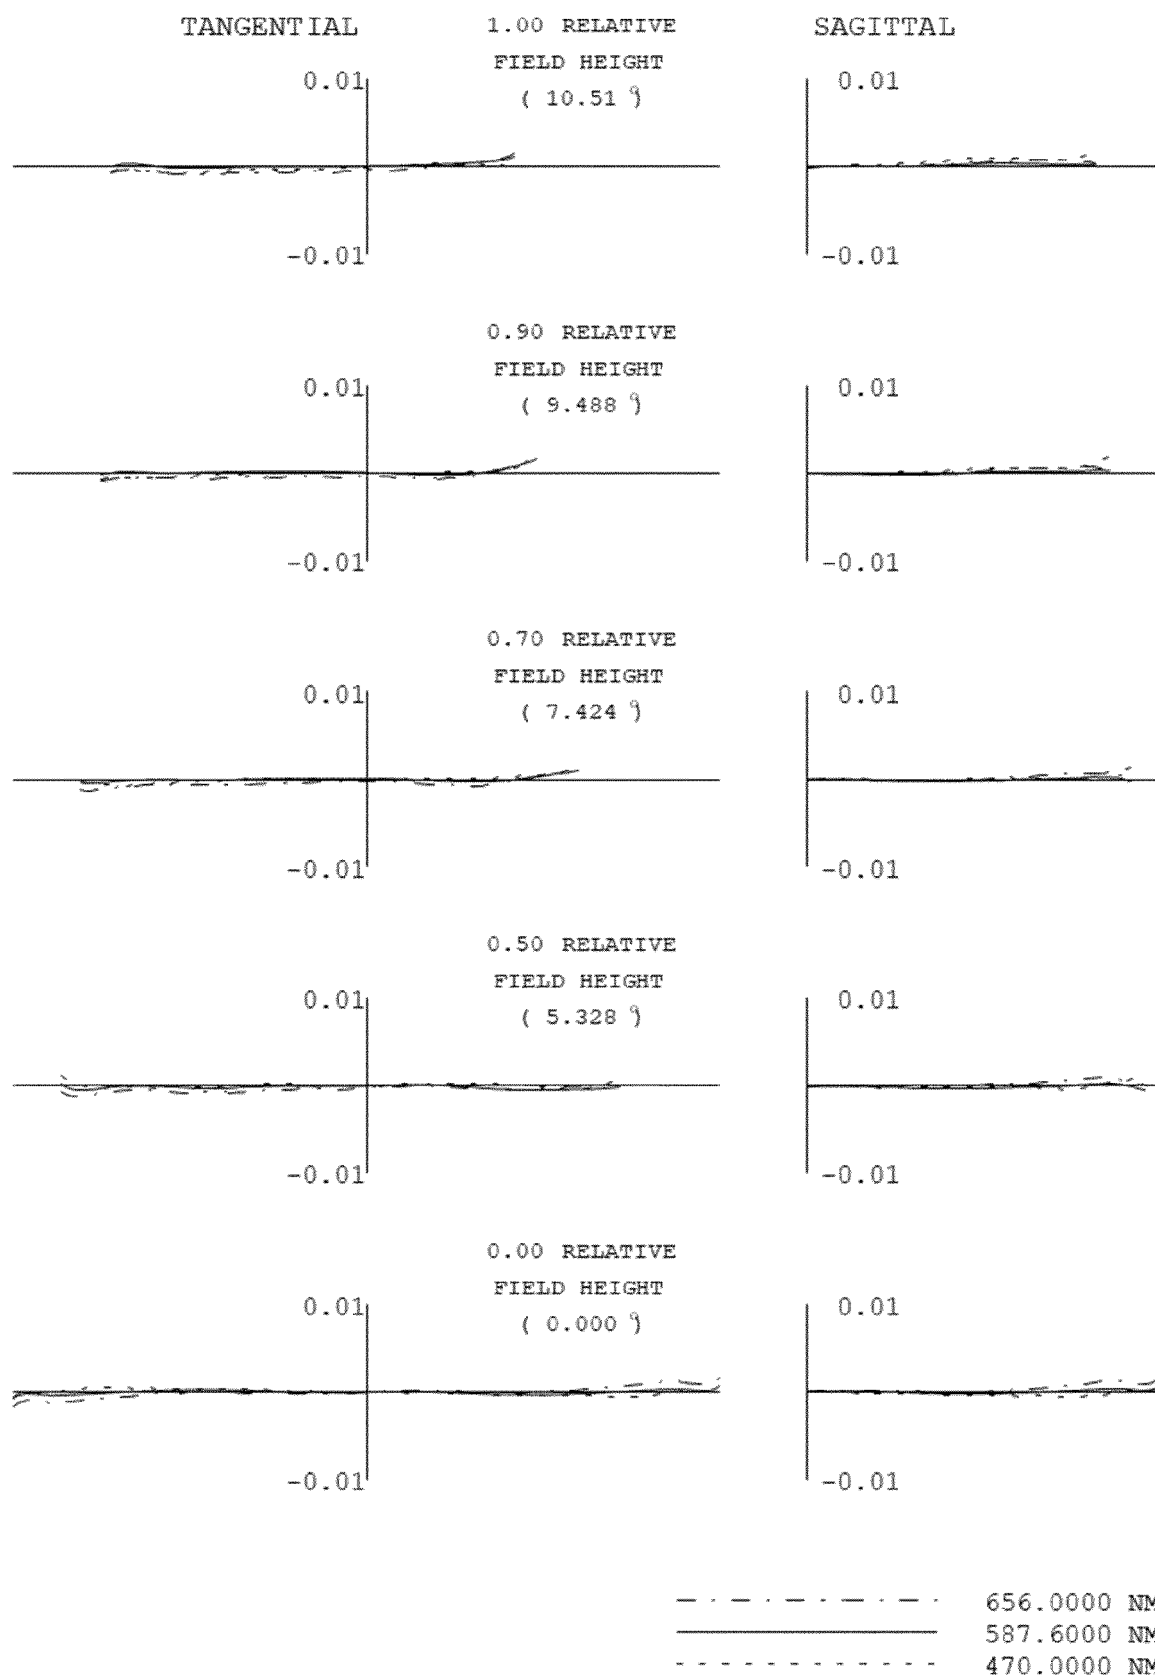 TANGENTIAL 1.00 RELATIVE SAGITTAL
FIELD HEIGHT
0.01 ( 10.51 °) 0.01
-0.01 -0.01
0.90 RELATIVE
FIELD HEIGHT
0.01 ( 9.488 °) 0.01
-0.01 -0.01
0.70 RELATIVE
FIELD HEIGHT
0.01 ( 7.424 °) 0.01
-0.01 -0.01
0.50 RELATIVE
FIELD HEIGHT
0.01 ( 5.328 °) 0.01
-0.01 -0.01
0.00 RELATIVE
FIELD HEIGHT
0.01 ( 0.000 °) 0.01
-0.01 -0.01
656.0000 NM
587.6000 NM
470.0000 NM